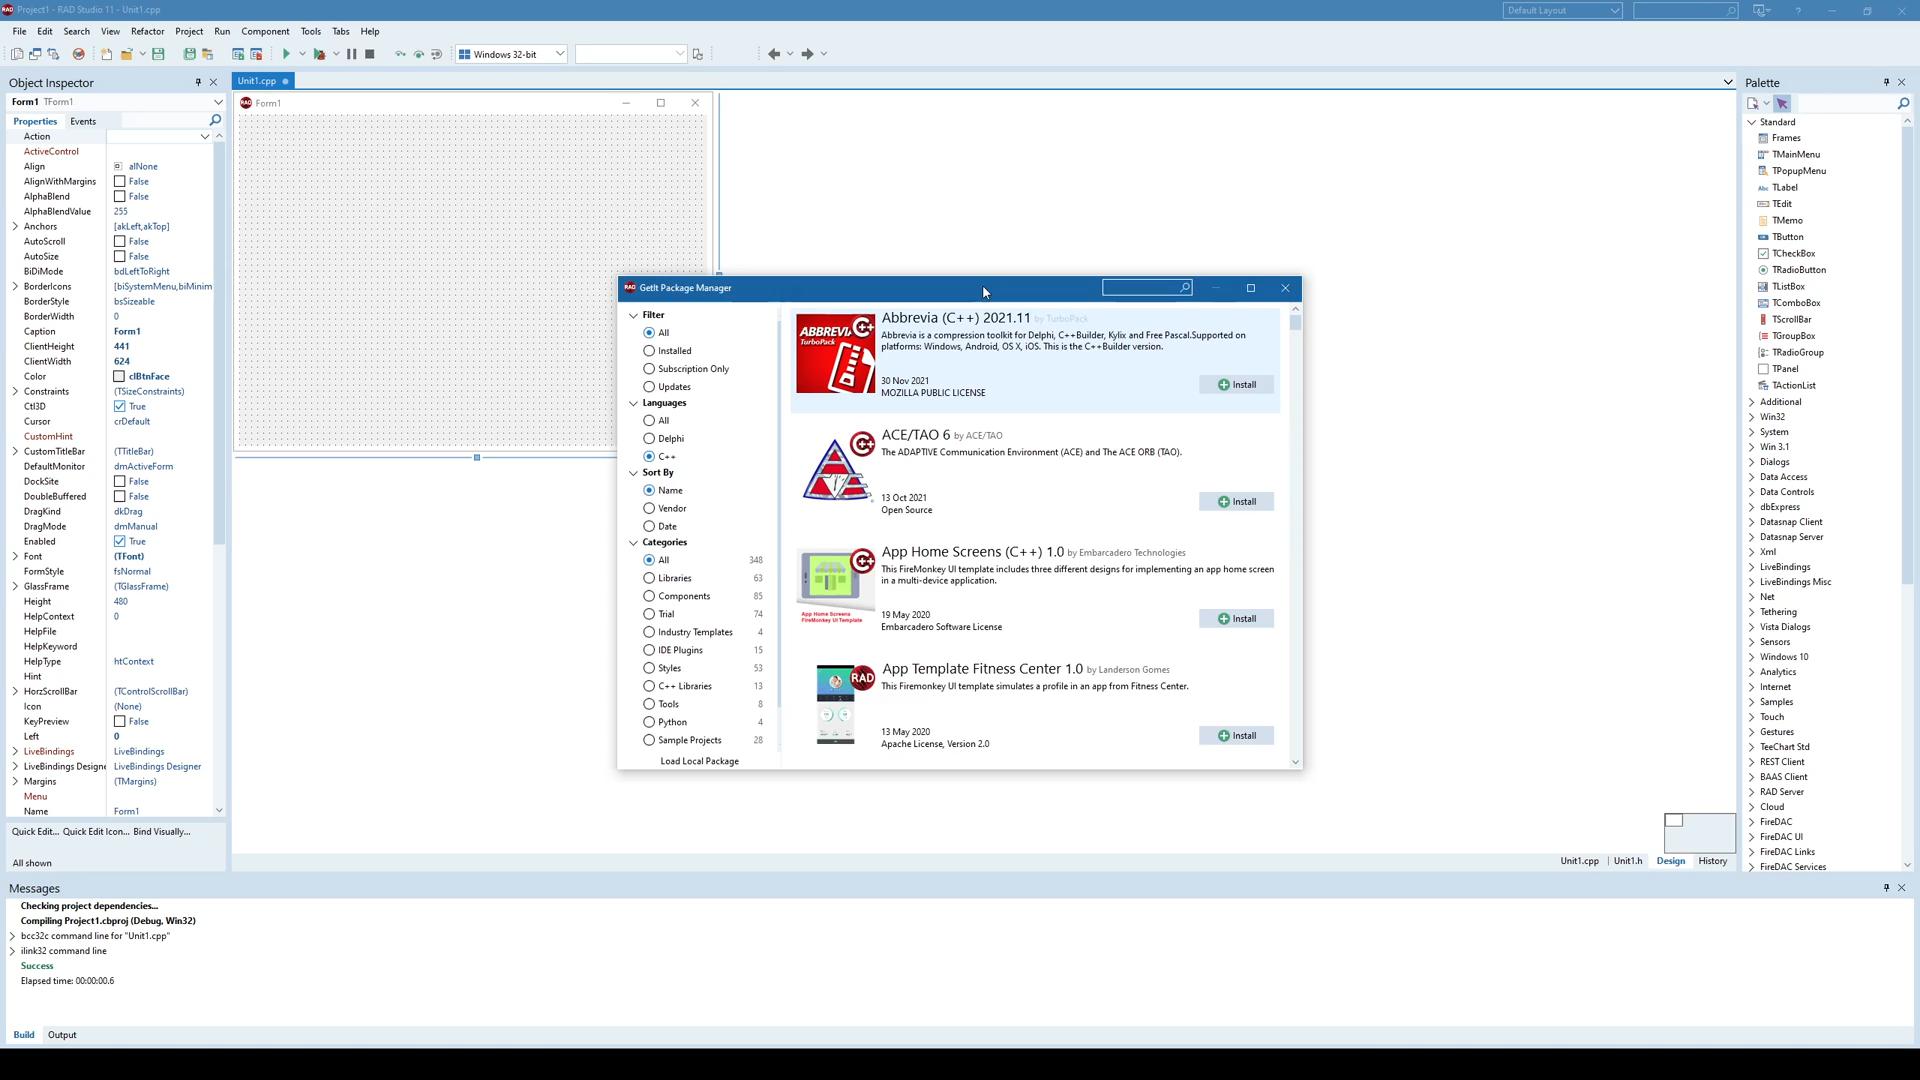 Project1 - RAD Studio 11 - Unit1.cpp
Default Layout
File Edit Search View Refactor Project Run Component Tools Tabs Help
Windows 32-bit
Object Inspector
Form1 TForm1
Properties Events
Action
ActiveControl
Align alNone
AlignWithMargins False
AlphaBlend False
AlphaBlendValue 255
Anchors [akLeft,akTop]
AutoScroll False
AutoSize False
BiDiMode bdLeftToRight
BorderIcons [biSystemMenu,biMinim
BorderStyle bsSizeable
BorderWidth 0
Caption Form1
ClientHeight 441
ClientWidth 624
Color clBtnFace
Constraints (TSizeConstraints)
Ctl3D True
Cursor crDefault
CustomHint
CustomTitleBar (TTitleBar)
DefaultMonitor dmActiveForm
DockSite False
DoubleBuffered False
DragKind dkDrag
DragMode dmManual
Enabled True
Font (TFont)
FormStyle fsNormal
GlassFrame (TGlassFrame)
Height 480
HelpContext 0
HelpFile
HelpKeyword
HelpType htContext
Hint
HorzScrollBar (TControlScrollBar)
Icon (None)
KeyPreview False
Left 0
LiveBindings LiveBindings
LiveBindings Designe LiveBindings Designer
Margins (TMargins)
Menu
Name Form1
Quick Edit... Quick Edit Icon... Bind Visually...
All shown
Unit1.cpp
Form1
GetIt Package Manager
Filter
All
Installed
Subscription Only
Updates
Languages
All
Delphi
C++
Sort By
Name
Vendor
Date
Categories
All 348
Libraries 63
Components 85
Trial 74
Industry Templates 4
IDE Plugins 15
Styles 53
C++ Libraries 13
Tools 8
Python 4
Sample Projects 28
Load Local Package
ABBREVI/
TurboPack
Abbrevia (C++) 2021.11 by TurboPack
Abbrevia is a compression toolkit for Delphi, C++Builder, Kylix and Free Pascal.Supported on
platforms: Windows, Android, OS X, iOS. This is the C++Builder version.
30 Nov 2021
MOZILLA PUBLIC LICENSE
Install
ACE/TAO 6 by ACE/TAO
The ADAPTIVE Communication Environment (ACE) and The ACE ORB (TAO).
13 Oct 2021
Open Source
Install
App Home Screens
FireMonkey UI Template
App Home Screens (C++) 1.0 by Embarcadero Technologies
This FireMonkey UI template includes three different designs for implementing an app home screen
in a multi-device application.
19 May 2020
Embarcadero Software License
Install
RAD
App Template Fitness Center 1.0 by Landerson Gomes
This Firemonkey UI template simulates a profile in an app from Fitness Center.
13 May 2020
Apache License, Version 2.0
Install
Unit1.cpp Unit1.h Design History
Palette
Standard
Frames
TMainMenu
TPopupMenu
TLabel
TEdit
TMemo
TButton
TCheckBox
TRadioButton
TListBox
TComboBox
TScrollBar
TGroupBox
TRadioGroup
TPanel
TActionList
Additional
Win32
System
Win 3.1
Dialogs
Data Access
Data Controls
dbExpress
Datasnap Client
Datasnap Server
Xml
LiveBindings
LiveBindings Misc
Net
Tethering
Vista Dialogs
Sensors
Windows 10
Analytics
Internet
Samples
Touch
Gestures
TeeChart Std
REST Client
BAAS Client
RAD Server
Cloud
FireDAC
FireDAC UI
FireDAC Links
FireDAC Services
Messages
Checking project dependencies...
Compiling Project1.cbproj (Debug, Win32)
bcc32c command line for "Unit1.cpp"
ilink32 command line
Success
Elapsed time: 00:00:00.6
Build Output